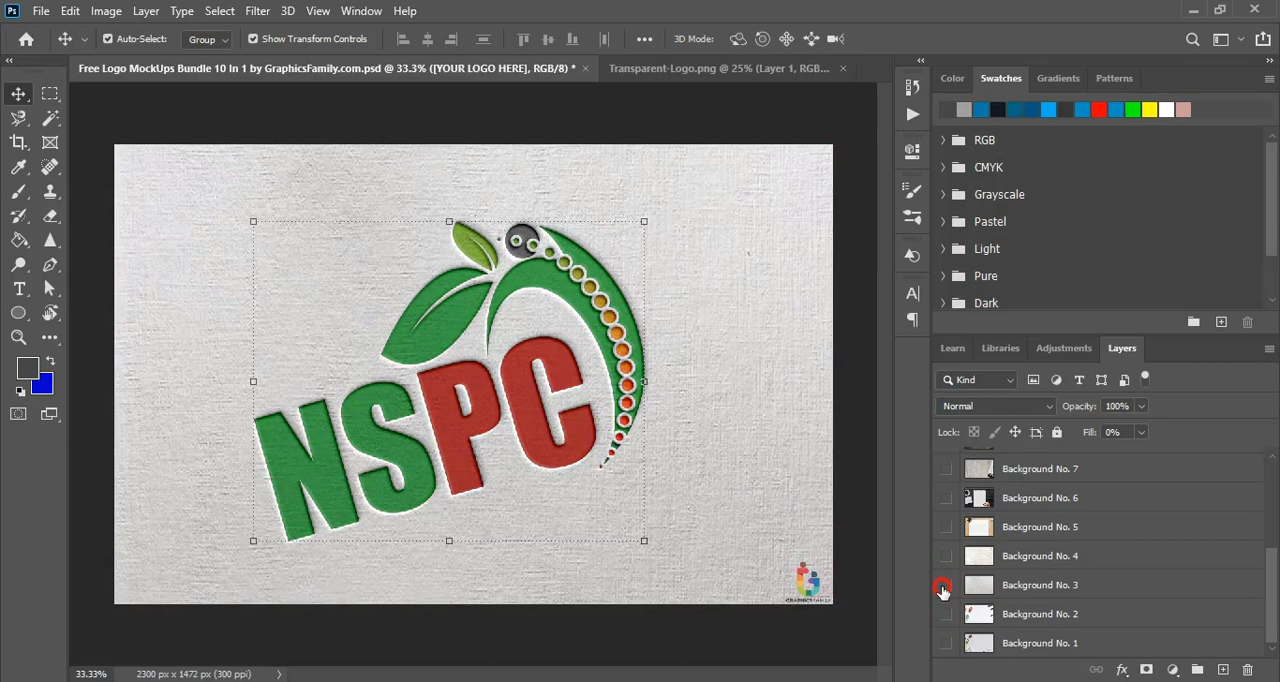 Ps File Edit Image Layer Type Select Filter 3D View Window Help
Auto-Select: Group Show Transform Controls 3D Mode:
Free Logo MockUps Bundle 10 In 1 by GraphicsFamily.com.psd @ 33.3% ([YOUR LOGO HERE], RGB/8) * Transparent-Logo.png @ 25% (Layer 1, RGB...
Color Swatches Gradients Patterns
RGB
CMYK
Grayscale
Pastel
Light
Pure
Dark
NSPC
GRAPHICSFAMILY
Learn Libraries Adjustments Layers
Kind
Normal Opacity: 100%
Lock: Fill: 0%
Background No. 7
Background No. 6
Background No. 5
Background No. 4
Background No. 3
Background No. 2
Background No. 1
33.33% 2300 px x 1472 px (300 ppi)